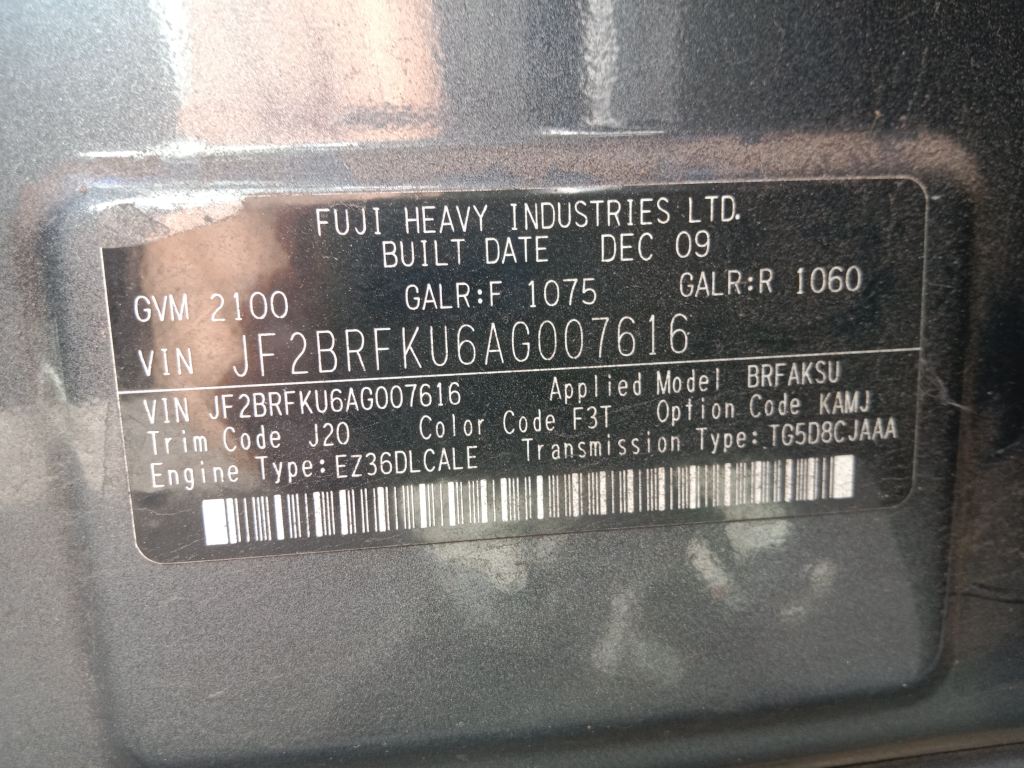 FUJI HEAVY INDUSTRIES LTD.
BUILT DATE DEC 09
GVM 2100 GALR:F 1075 GALR:R 1060
VIN JF2BRFKU6AG007616
VIN JF2BRFKU6AG007616 Applied Model BRFAKSU
Trim Code J20 Color Code F3T Option Code KAMJ
Engine Type:EZ36DLCALE Transmission Type:TG5D8CJAAA